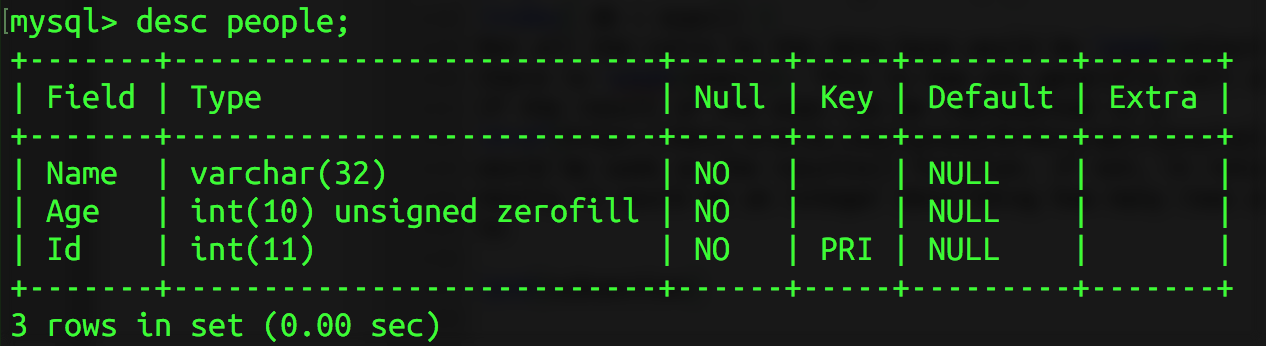 mysql> desc people;
+-------+---------------------------+------+-----+---------+-------+
| Field | Type                      | Null | Key | Default | Extra |
+-------+---------------------------+------+-----+---------+-------+
| Name  | varchar(32)               | NO   |     | NULL    |       |
| Age   | int(10) unsigned zerofill | NO   |     | NULL    |       |
| Id    | int(11)                   | NO   | PRI | NULL    |       |
+-------+---------------------------+------+-----+---------+-------+
3 rows in set (0.00 sec)